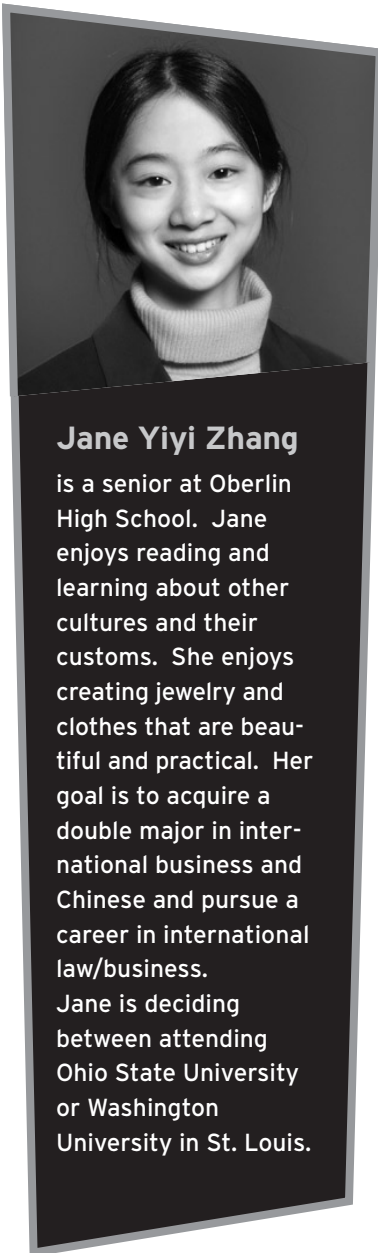 Jane Yiyi Zhang
is a senior at Oberlin
High School.  Jane
enjoys reading and
learning about other
cultures and their
customs.  She enjoys
creating jewelry and
clothes that are beau-
tiful and practical.  Her
goal is to acquire a
double major in inter-
national business and
Chinese and pursue a
career in international
law/business.
Jane is deciding
between attending
Ohio State University
or Washington
University in St. Louis.